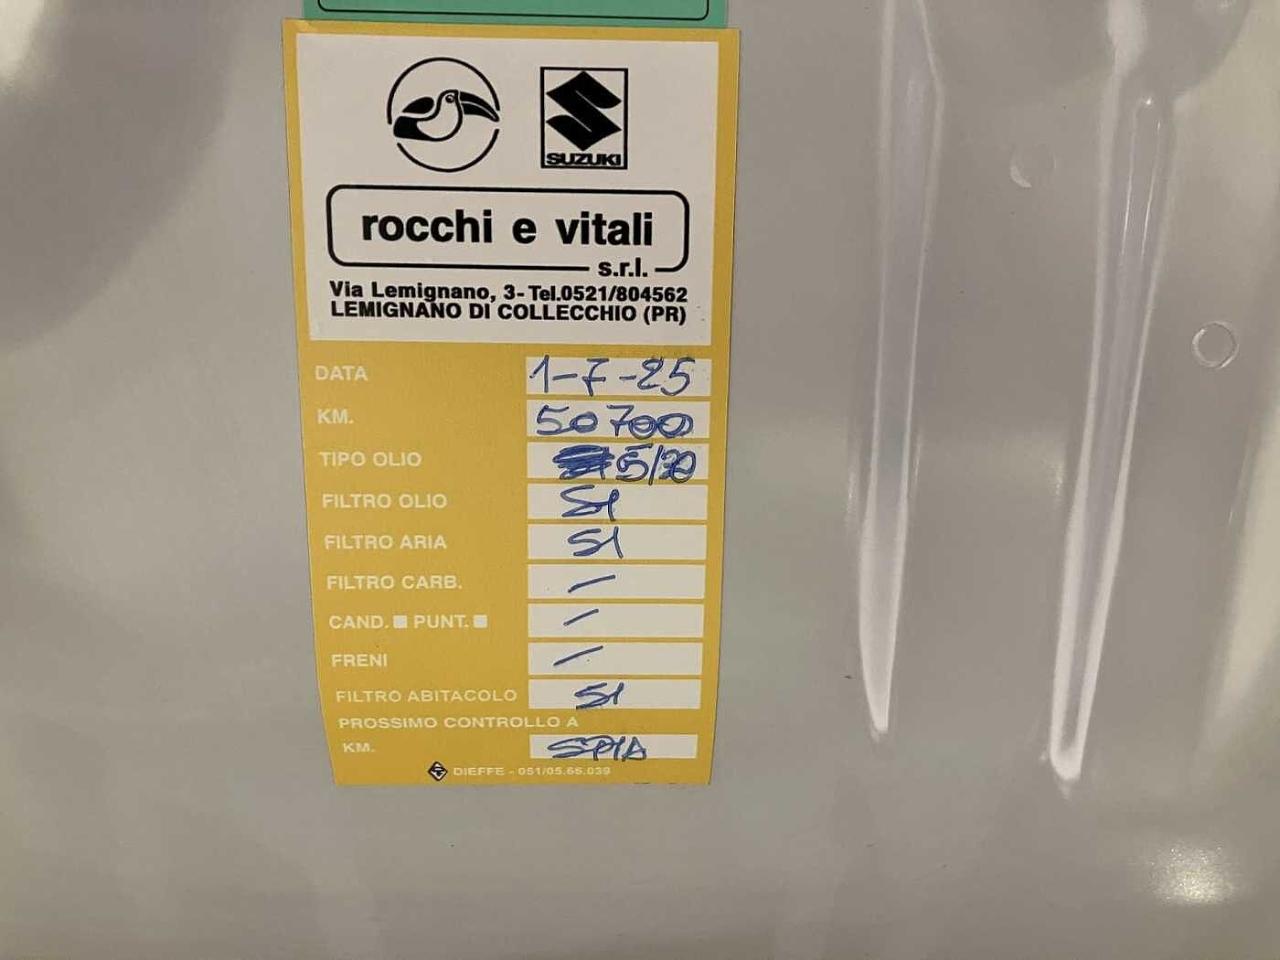 SUZUKI
rocchi e vitali
s.r.l.
Via Lemignano, 3-Tel.0521/804562
LEMIGNANO DI COLLECCHIO (PR)
DATA 1-7-25
KM. 50700
TIPO OLIO 5/30
FILTRO OLIO SI
FILTRO ARIA SI
FILTRO CARB. /
CAND. PUNT. /
FRENI /
FILTRO ABITACOLO SI
PROSSIMO CONTROLLO A
KM. SPIA
DIEFFE - 051/05.66.039